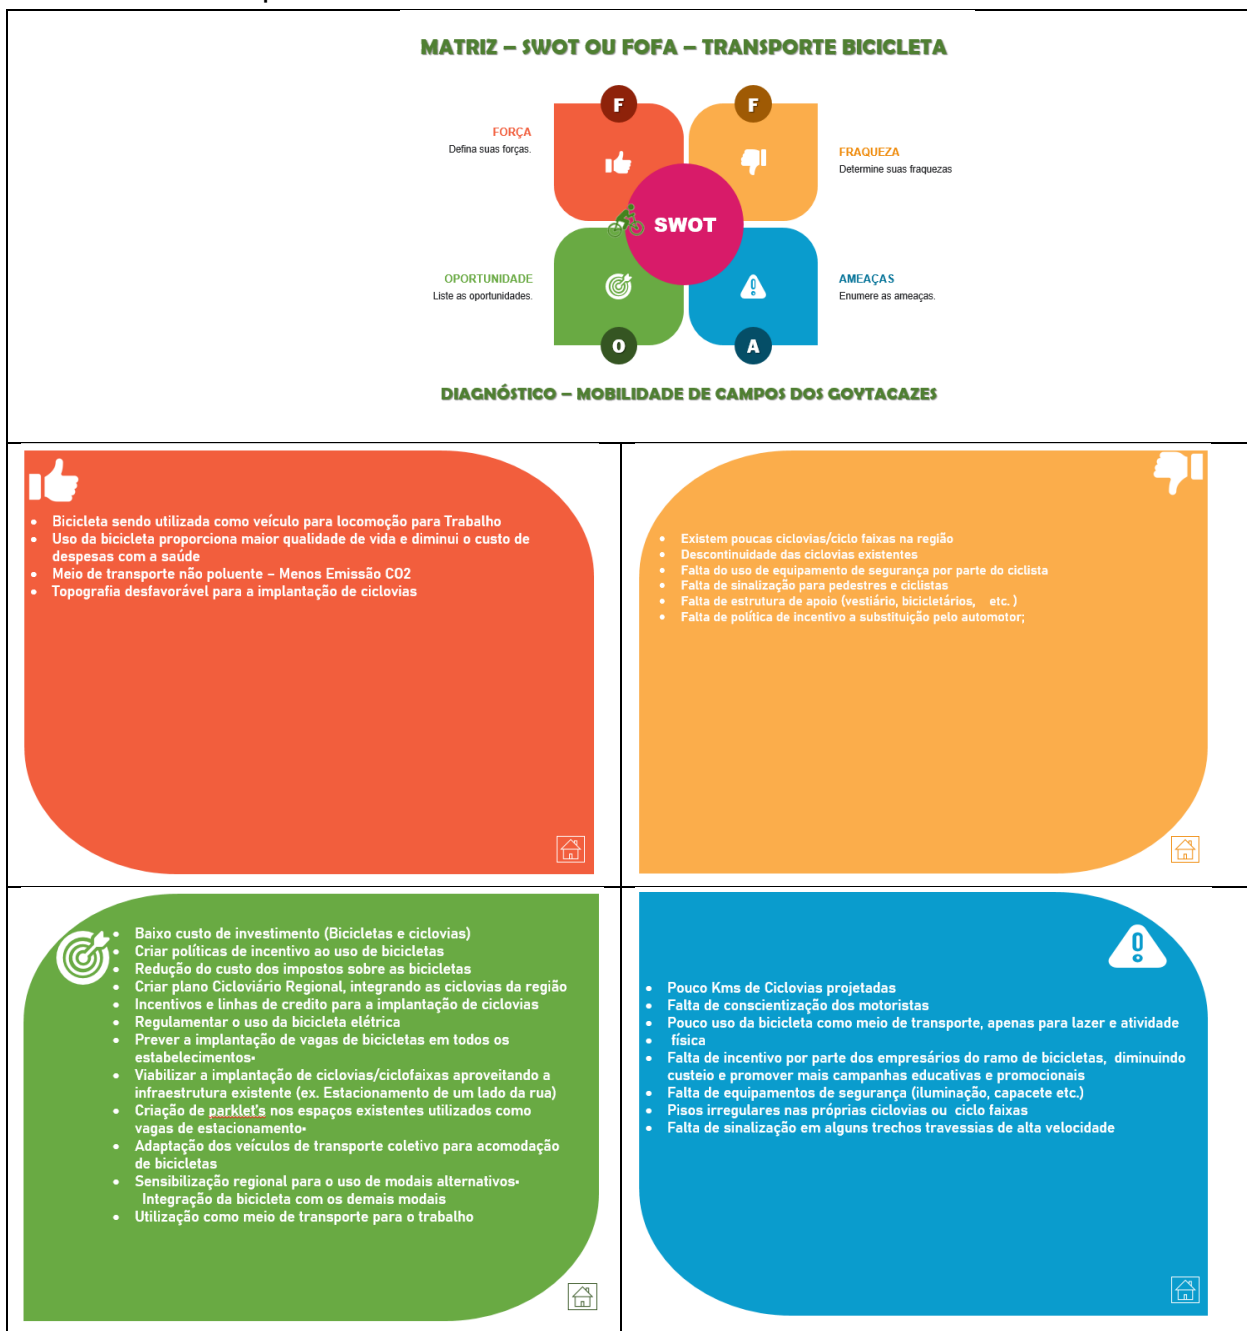 MATRIZ – SWOT OU FOFA – TRANSPORTE BICICLETA
F
F
FORÇA
Defina suas forças.
FRAQUEZA
Determine suas fraquezas
SWOT
OPORTUNIDADE
Liste as oportunidades.
AMEAÇAS
Enumere as ameaças.
O
A
DIAGNÓSTICO – MOBILIDADE DE CAMPOS DOS GOYTACAZES
• Bicicleta sendo utilizada como veículo para locomoção para Trabalho
• Uso da bicicleta proporciona maior qualidade de vida e diminui o custo de
despesas com a saúde
• Meio de transporte não poluente – Menos Emissão CO2
• Topografia desfavorável para a implantação de ciclovias
• Existem poucas ciclovias/ciclo faixas na região
• Descontinuidade das ciclovias existentes
• Falta do uso de equipamento de segurança por parte do ciclista
• Falta de sinalização para pedestres e ciclistas
• Falta de estrutura de apoio (vestiário, bicicletários, etc. )
• Falta de política de incentivo a substituição pelo automotor;
• Baixo custo de investimento (Bicicletas e ciclovias)
• Criar políticas de incentivo ao uso de bicicletas
• Redução do custo dos impostos sobre as bicicletas
• Criar plano Cicloviário Regional, integrando as ciclovias da região
• Incentivos e linhas de credito para a implantação de ciclovias
• Regulamentar o uso da bicicleta elétrica
• Prever a implantação de vagas de bicicletas em todos os
estabelecimentos•
• Viabilizar a implantação de ciclovias/ciclofaixas aproveitando a
infraestrutura existente (ex. Estacionamento de um lado da rua)
• Criação de parklet's nos espaços existentes utilizados como
vagas de estacionamento•
• Adaptação dos veículos de transporte coletivo para acomodação
de bicicletas
• Sensibilização regional para o uso de modais alternativos•
Integração da bicicleta com os demais modais
• Utilização como meio de transporte para o trabalho
• Pouco Kms de Ciclovias projetadas
• Falta de conscientização dos motoristas
• Pouco uso da bicicleta como meio de transporte, apenas para lazer e atividade
• física
• Falta de incentivo por parte dos empresários do ramo de bicicletas, diminuindo
custeio e promover mais campanhas educativas e promocionais
• Falta de equipamentos de segurança (iluminação, capacete etc.)
• Pisos irregulares nas próprias ciclovias ou ciclo faixas
• Falta de sinalização em alguns trechos travessias de alta velocidade